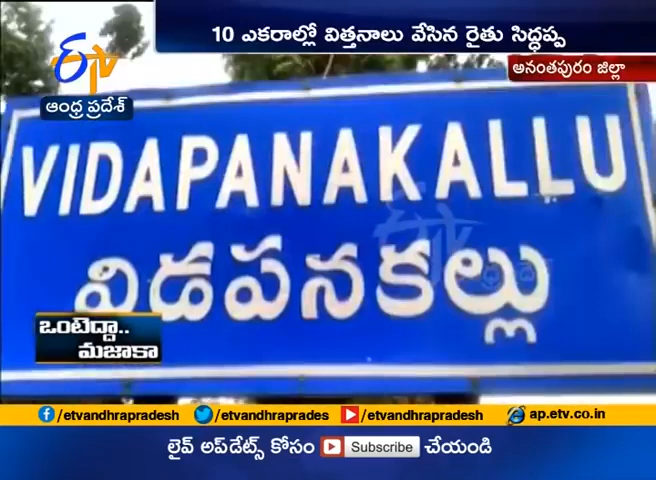 10 ఎకరాల్లో విత్తనాలు వేసిన రైతు సిద్ధప్ప
ETV
ఆంధ్ర ప్రదేశ్
అనంతపురం జిల్లా
VIDAPANAKALLU
విడపనకల్లు
ఒంటెద్దా..
మజాకా
/etvandhrapradesh /etvandhraprades /etvandhrapradesh ap.etv.co.in
లైవ్ అప్‌డేట్స్ కోసం Subscribe చేయండి